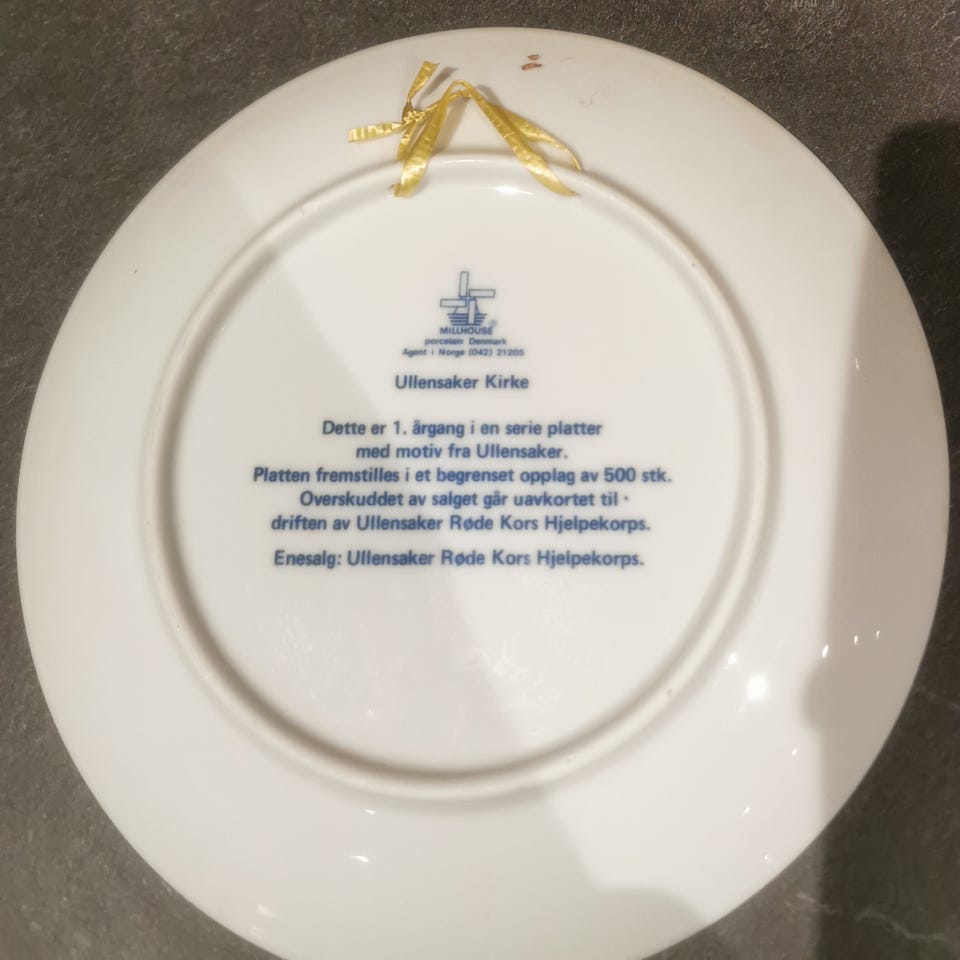 MILLHOUSE ®
porcelain Denmark
Agent i Norge (042) 21205
Ullensaker Kirke
Dette er 1. årgang i en serie platter
med motiv fra Ullensaker.
Platten fremstilles i et begrenset opplag av 500 stk.
Overskuddet av salget går uavkortet til
driften av Ullensaker Røde Kors Hjelpekorps.
Enesalg: Ullensaker Røde Kors Hjelpekorps.